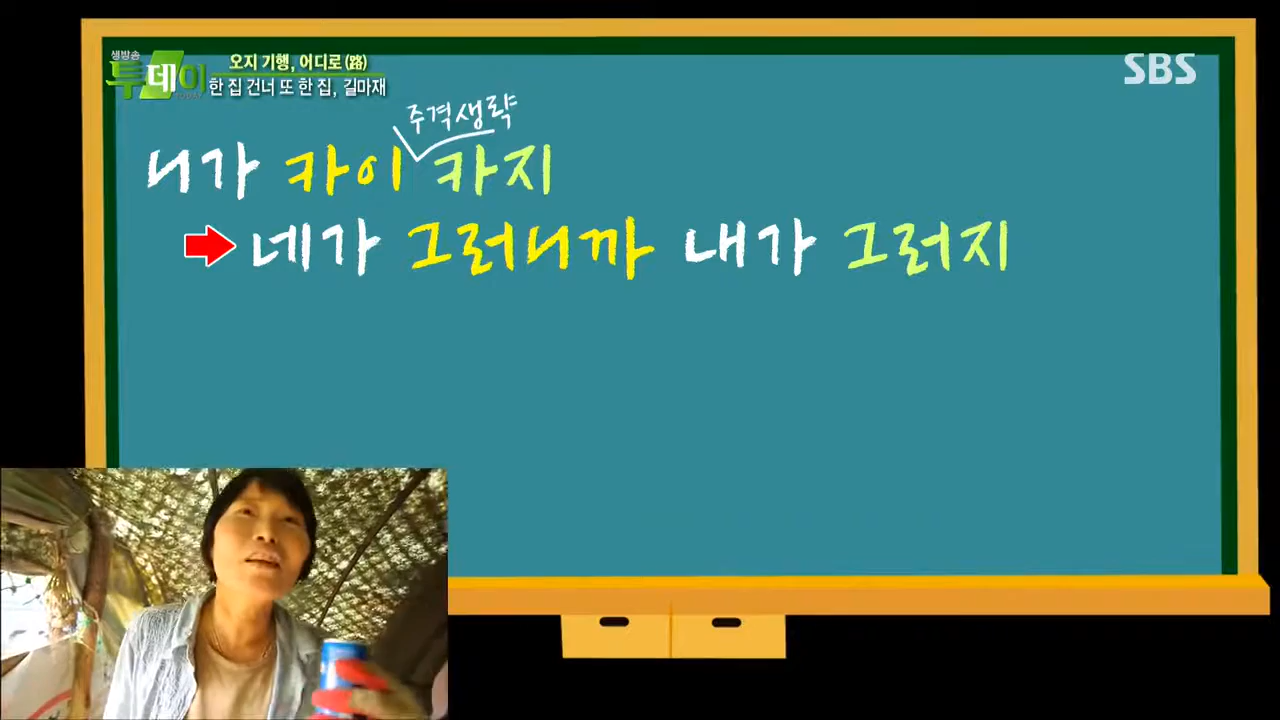 생방송
투데이
TODAY
오지 기행, 어디로(路)
한 집 건너 또 한 집, 길마재
SBS
주격생략
니가 카이 카지
네가 그러니까 내가 그러지